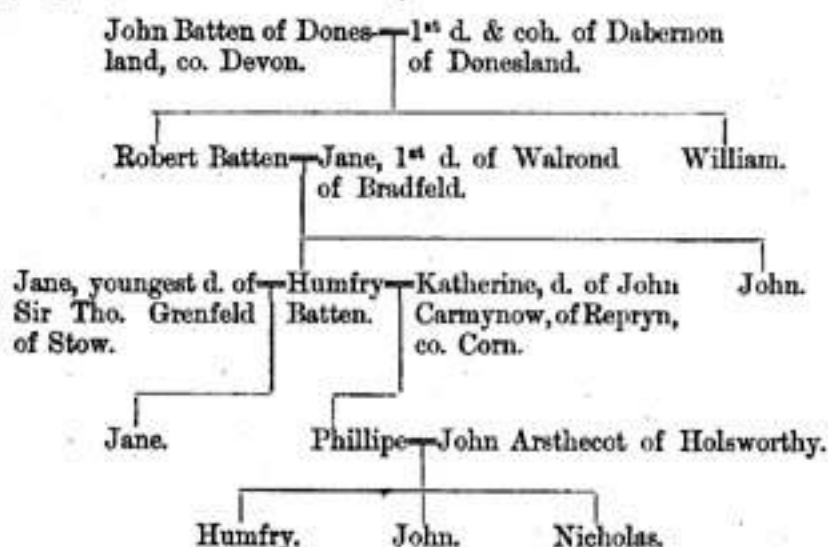 John Batten of Dones- 1st d. & coh. of Dabernon
land, co. Devon. of Donesland.
Robert Batten Jane, 1st d. of Walrond William.
of Bradfeld.
Jane, youngest d. of Humfry Katherine, d. of John John.
Sir Tho. Grenfeld Batten. Carmynow, of Repryn,
of Stow. co. Corn.
Jane. Phillipe John Arsthecot of Holsworthy.
Humfry. John. Nicholas.